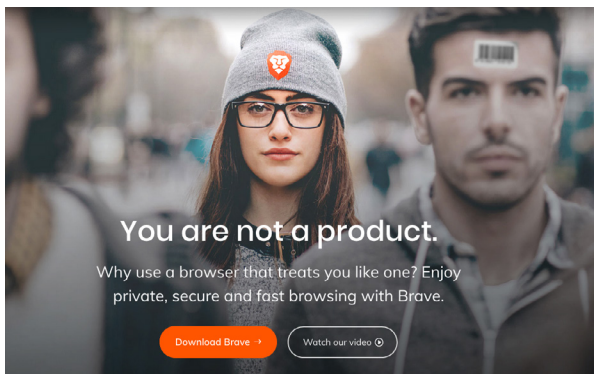 You are not a product.
Why use a browser that treats you like one? Enjoy
private, secure and fast browsing with Brave.
Download Brave →
Watch our video